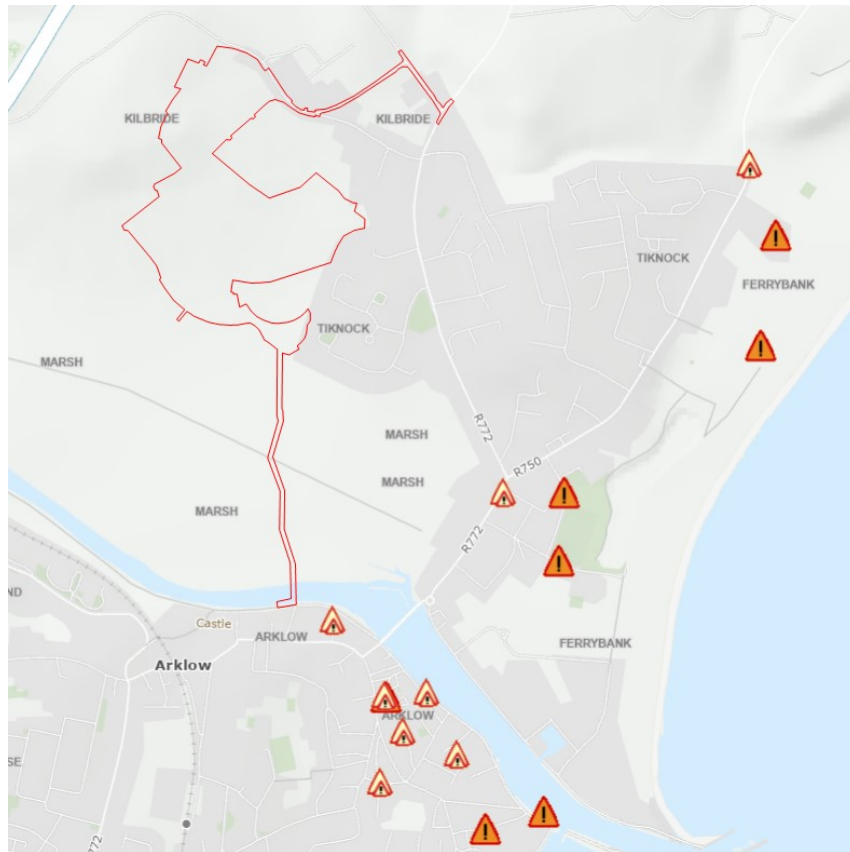 KILBRIDE
KILBRIDE
TIKNOCK
FERRYBANK
TIKNOCK
MARSH
R772
MARSH
R750
MARSH
MARSH
R772
ND
Castle
ARKLOW
FERRYBANK
Arklow
ARKLOW
SE
772